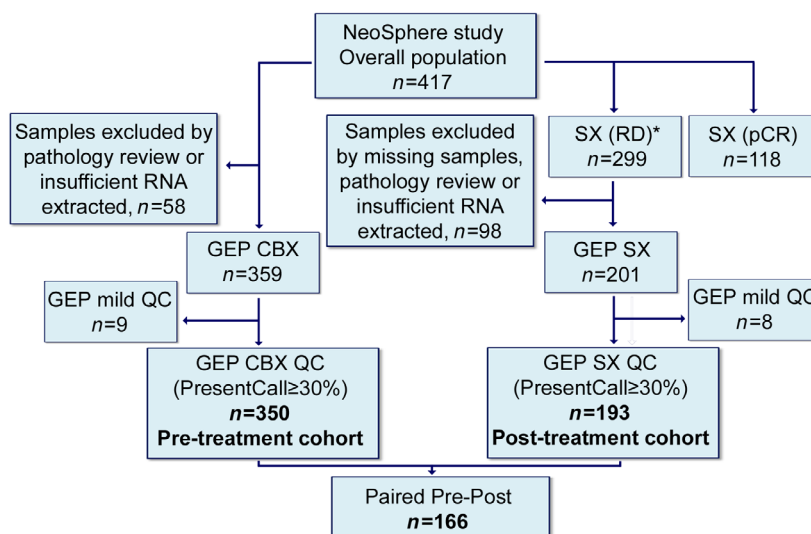 NeoSphere study
Overall population
n=417
Samples excluded by
pathology review or
insufficient RNA
extracted, n=58
Samples excluded
by missing samples,
pathology review or
insufficient RNA
extracted, n=98
SX (RD)*
n=299
SX (pCR)
n=118
GEP CBX
n=359
GEP SX
n=201
GEP mild QC
n=9
GEP mild QC
n=8
GEP CBX QC
(PresentCall≥30%)
n=350
Pre-treatment cohort
GEP SX QC
(PresentCall≥30%)
n=193
Post-treatment cohort
Paired Pre-Post
n=166